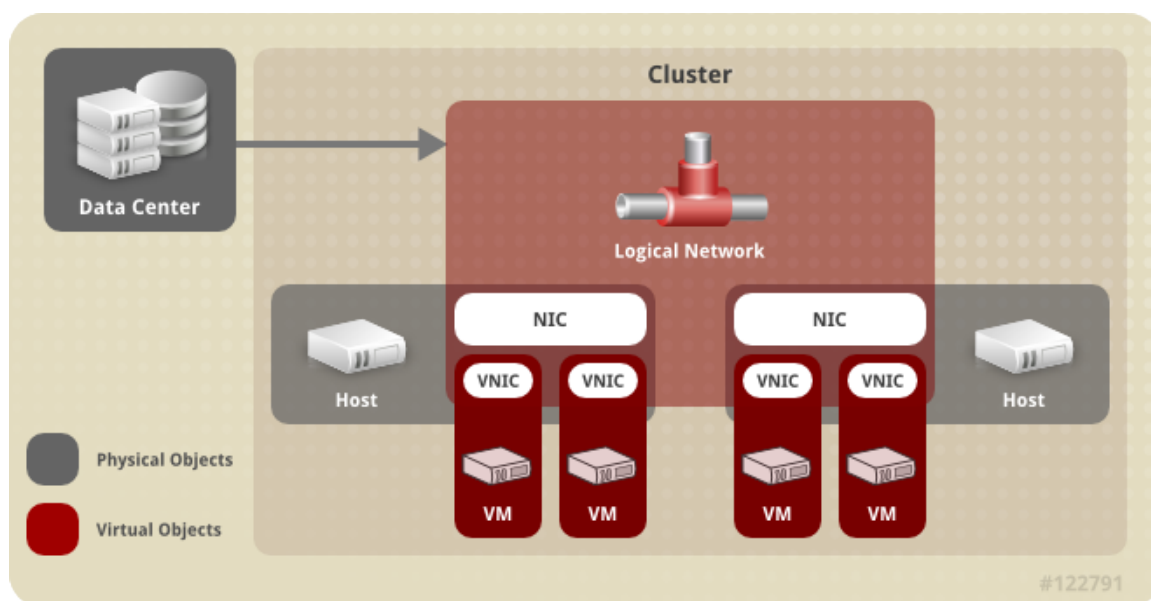 Cluster
Data Center
Logical Network
NIC
NIC
Host
VNIC
VNIC
VNIC
VNIC
Host
VM
VM
VM
VM
Physical Objects
Virtual Objects
#122791